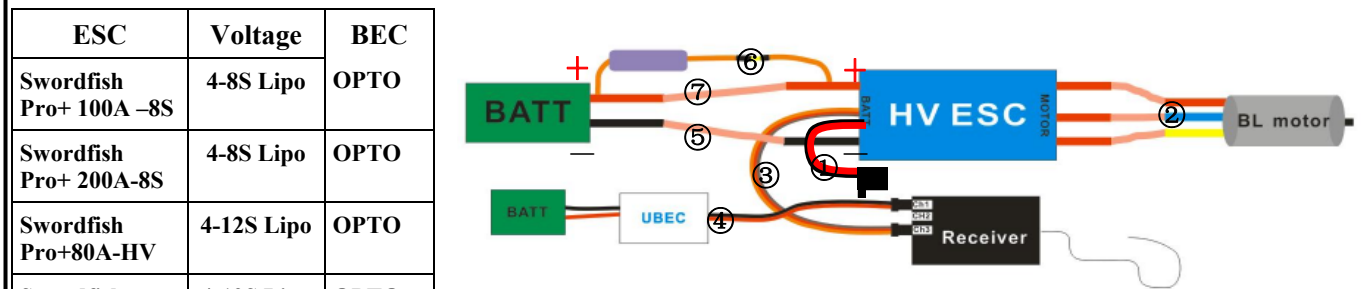 ESC Voltage BEC
Swordfish Pro+ 100A –8S 4-8S Lipo OPTO
Swordfish Pro+ 200A-8S 4-8S Lipo OPTO
Swordfish Pro+80A-HV 4-12S Lipo OPTO
⑥
+ +
⑦
BATT
BATT HV ESC MOTOR
② BL motor
⑤
— —
③ ①
BATT UBEC ④
Ch1
CH2
Ch3
Receiver